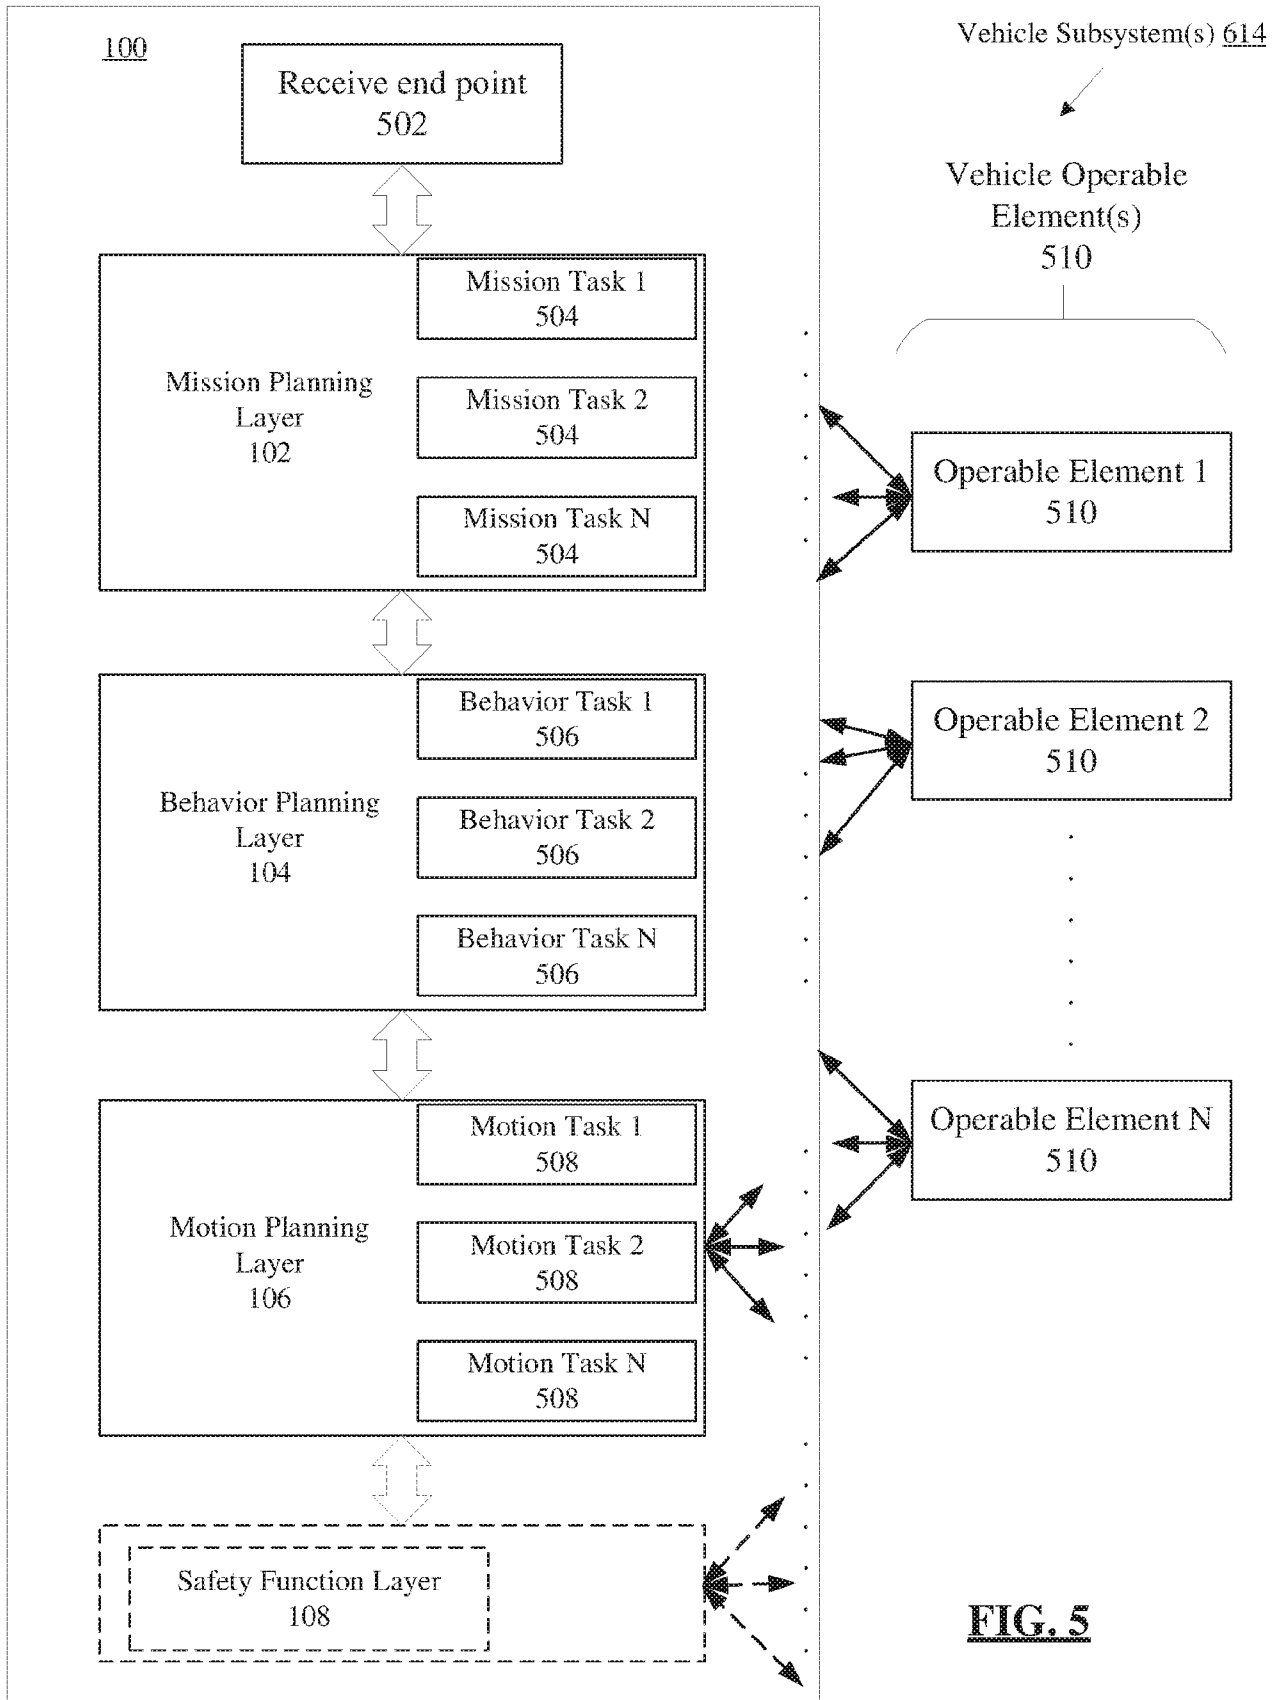 100
Receive end point
502
Mission Planning
Layer
102
Mission Task 1
504
Mission Task 2
504
Mission Task N
504
Behavior Planning
Layer
104
Behavior Task 1
506
Behavior Task 2
506
Behavior Task N
506
Motion Planning
Layer
106
Motion Task 1
508
Motion Task 2
508
Motion Task N
508
Safety Function Layer
108
Vehicle Subsystem(s) 614
Vehicle Operable
Element(s)
510
Operable Element 1
510
Operable Element 2
510
Operable Element N
510
FIG. 5